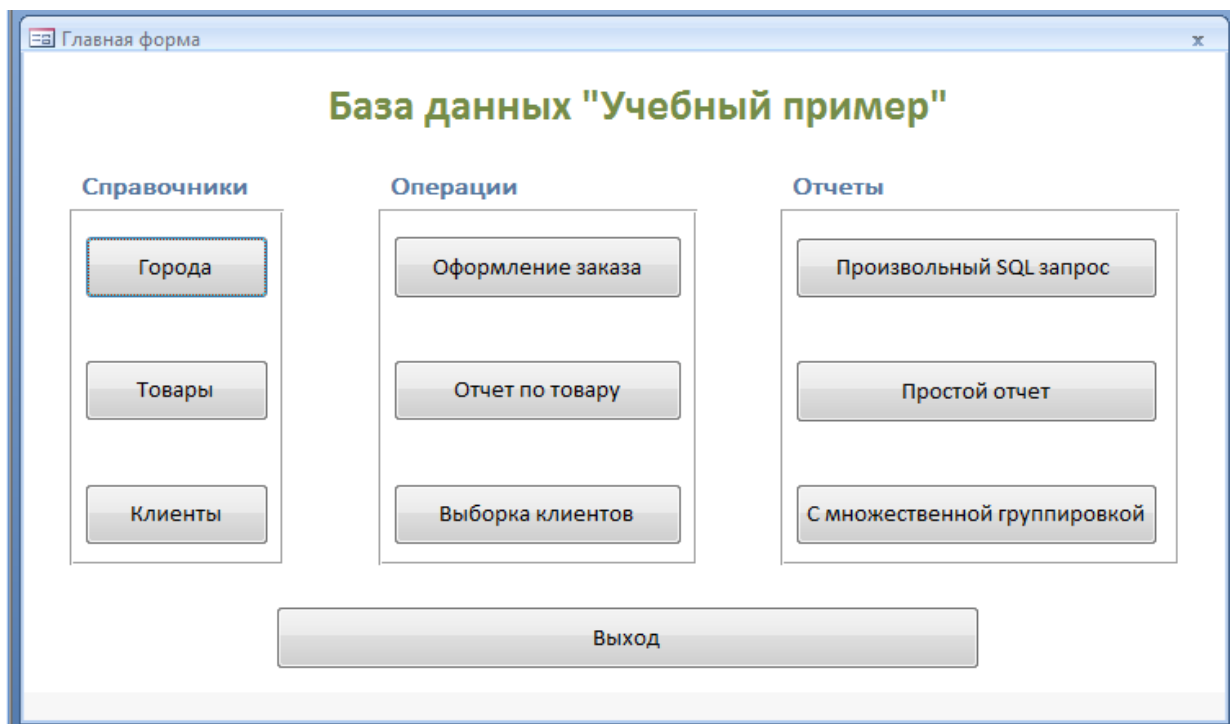 Главная форма
База данных "Учебный пример"
Справочники
Операции
Отчеты
Города
Оформление заказа
Произвольный SQL запрос
Товары
Отчет по товару
Простой отчет
Клиенты
Выборка клиентов
С множественной группировкой
Выход